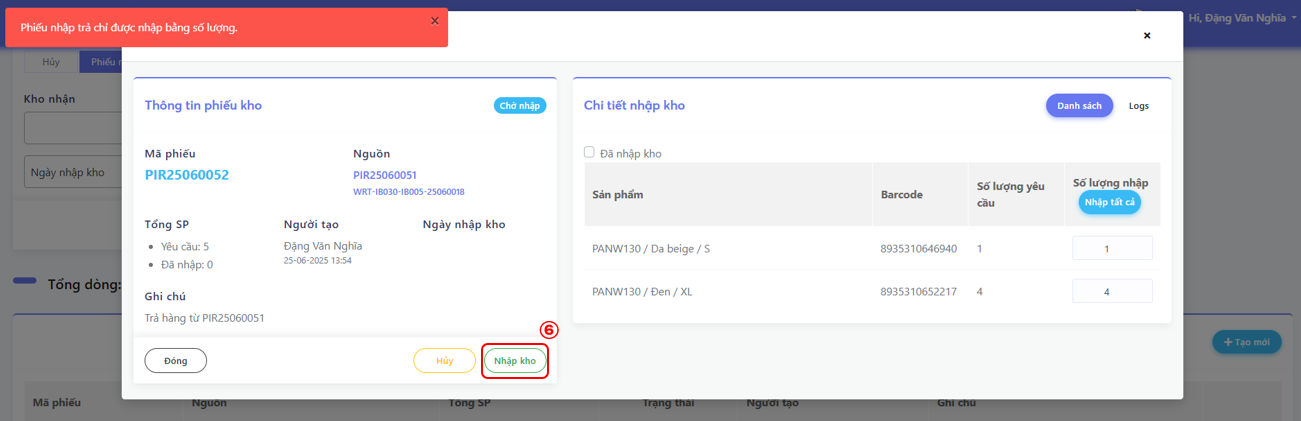 Phiếu nhập trả chỉ được nhập bằng số lượng.
×
Hi, Đặng Văn Nghĩa
×
Hủy
Phiếu n
Kho nhận
Ngày nhập kho
Tổng dòng:
Thông tin phiếu kho
Chờ nhập
Mã phiếu
Nguồn
PIR25060052
PIR25060051
WRT-IB030-IB005-25060018
Tổng SP
Người tạo
Ngày nhập kho
Yêu cầu: 5
Đặng Văn Nghĩa
Đã nhập: 0
25-06-2025 13:54
Ghi chú
Trả hàng từ PIR25060051
6
Đóng
Hủy
Nhập kho
Chi tiết nhập kho
Danh sách
Logs
Đã nhập kho
Sản phẩm
Barcode
Số lượng yêu cầu
Số lượng nhập
Nhập tất cả
PANW130 / Da beige / S
8935310646940
1
1
PANW130 / Đen / XL
8935310652217
4
4
+ Tạo mới
Mã phiếu
Nguồn
Tổng SP
Trạng thái
Người tạo
Ghi chú